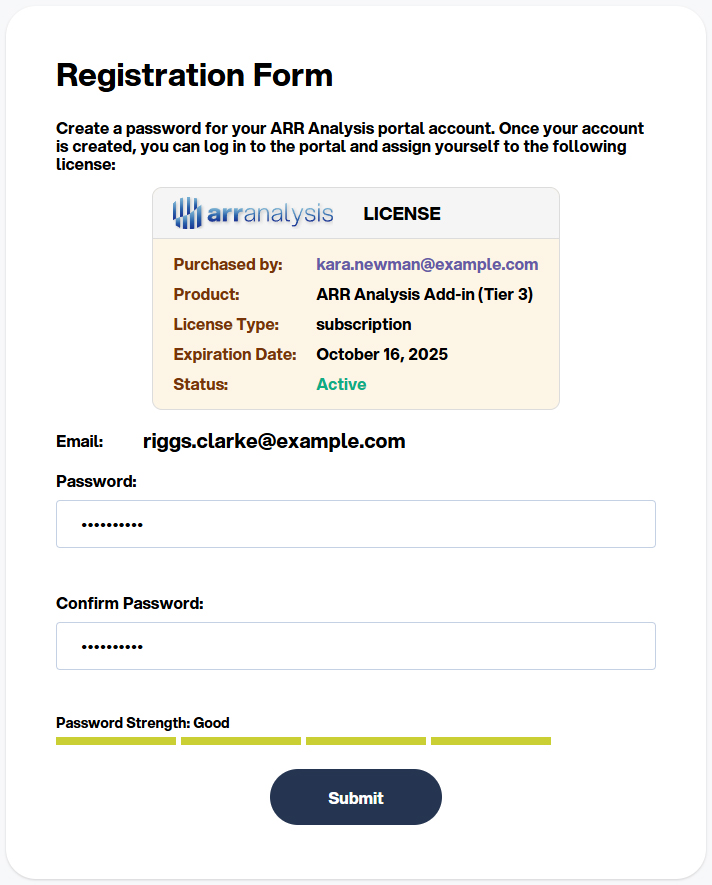 Registration Form
Create a password for your ARR Analysis portal account. Once your account
is created, you can log in to the portal and assign yourself to the following
license:
arranalysis LICENSE
Purchased by: kara.newman@example.com
Product: ARR Analysis Add-in (Tier 3)
License Type: subscription
Expiration Date: October 16, 2025
Status: Active
Email: riggs.clarke@example.com
Password:
••••••••••
Confirm Password:
••••••••••
Password Strength: Good
Submit